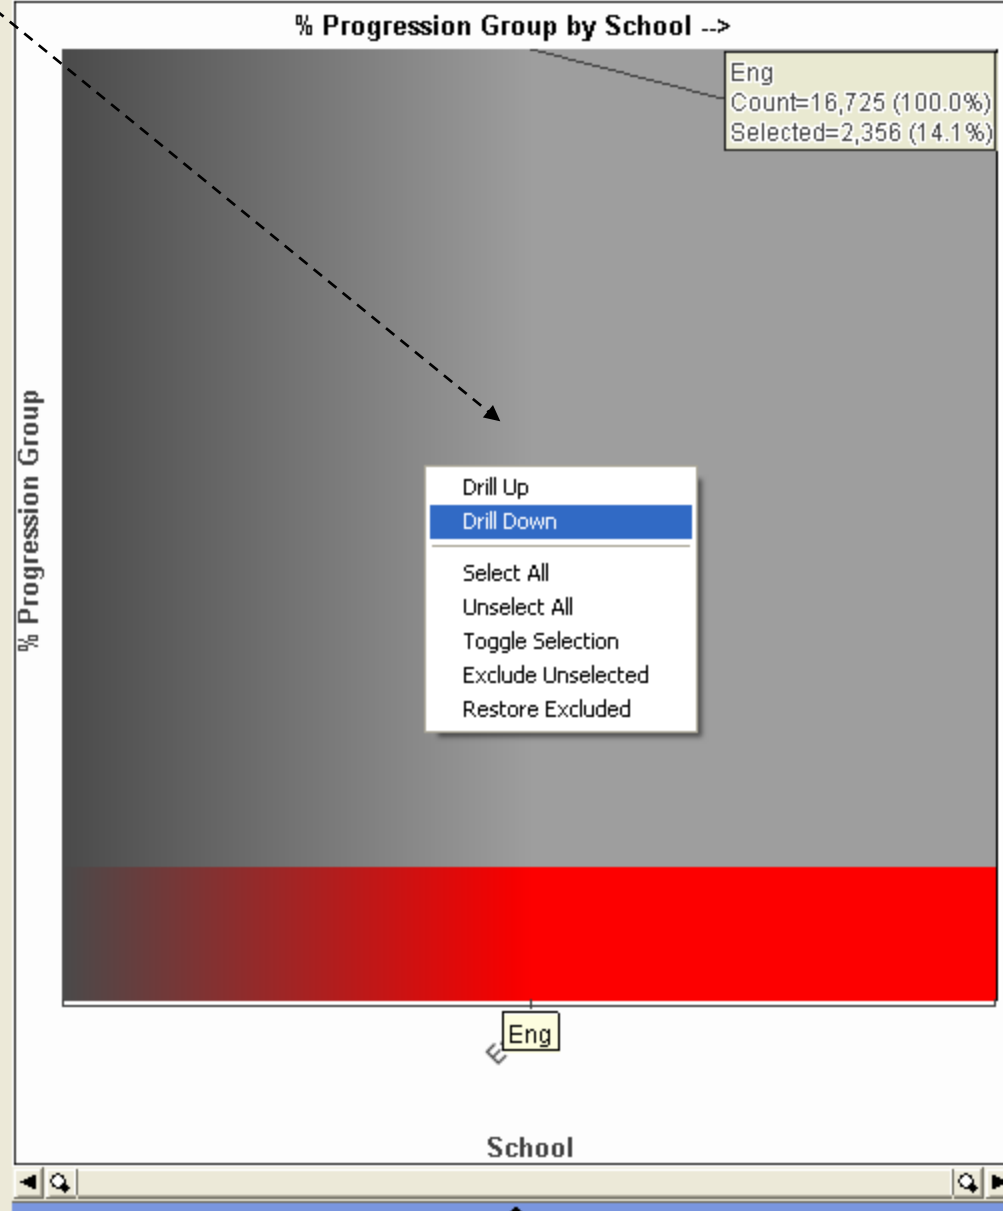 % Progression Group by School -->
Eng
Count=16,725 (100.0%)
Selected=2,356 (14.1%)
% Progression Group
Drill Up
Drill Down
Select All
Unselect All
Toggle Selection
Exclude Unselected
Restore Excluded
Eng
School